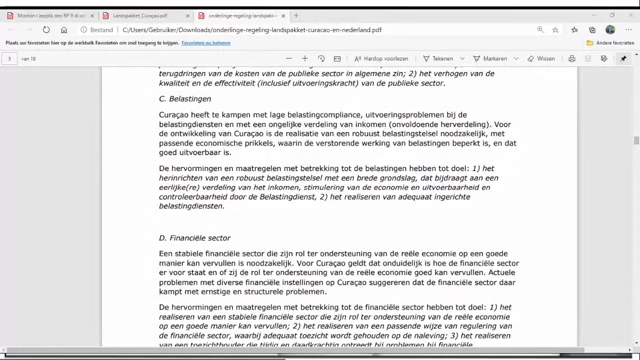 Landspakket_Curaçao.pdf
onderlinge-regeling-landspakk
Bestand
C:/Users/Gebruiker/Downloads/onderlinge-regeling-landspakket-curacao-en-nederland.pdf
Plaats uw favorieten hier op de werkbalk Favorieten om snel toegang te krijgen. Favorieten nu beheren
Andere favorieten
3 van 19
Hardop voorlezen
Tekenen
Markeren
Wissen
terugdringen van de kosten van de publieke sector in algemene zin; 2) het verhogen van de
kwaliteit en de effectiviteit (inclusief uitvoeringskracht) van de publieke sector.
C. Belastingen
Curaçao heeft te kampen met lage belastingcompliance, uitvoeringsproblemen bij de
belastingdiensten en met een ongelijke verdeling van inkomen (onvoldoende herverdeling). Voor
de ontwikkeling van Curaçao is de realisatie van een robuust belastingstelsel noodzakelijk, met
passende economische prikkels, waarin de verstorende werking van belastingen beperkt is, en dat
goed uitvoerbaar is.
De hervormingen en maatregelen met betrekking tot de belastingen hebben tot doel: 1) het
herinrichten van een robuust belastingstelsel met een brede grondslag, dat bijdraagt aan een
eerlijke(re) verdeling van het inkomen, stimulering van de economie en uitvoerbaarheid en
controleerbaarheid door de Belastingdienst, 2) het realiseren van adequaat ingerichte
belastingdiensten.
D. Financiële sector
Een stabiele financiële sector die zijn rol ter ondersteuning van de reële economie op een goede
manier kan vervullen is noodzakelijk. Voor Curaçao geldt dat onduidelijk is hoe de financiële sector
er voor staat en of zij de rol ter ondersteuning van de reële economie goed kan vervullen. Actuele
problemen met diverse financiële instellingen op Curaçao suggereren dat de financiële sector daar
kampt met ernstige en structurele problemen.
De hervormingen en maatregelen met betrekking tot de financiële sector hebben tot doel: 1) het
realiseren van een stabiele financiële sector die zijn rol ter ondersteuning van de reële economie
op een goede manier kan vervullen; 2) het realiseren van een passende wijze van regulering van
de financiële sector, waarbij adequaat toezicht wordt gehouden op de naleving; 3) het realiseren
van een toezichthouder die tijdig en daadkrachtig optreedt bij problemen bij financiële